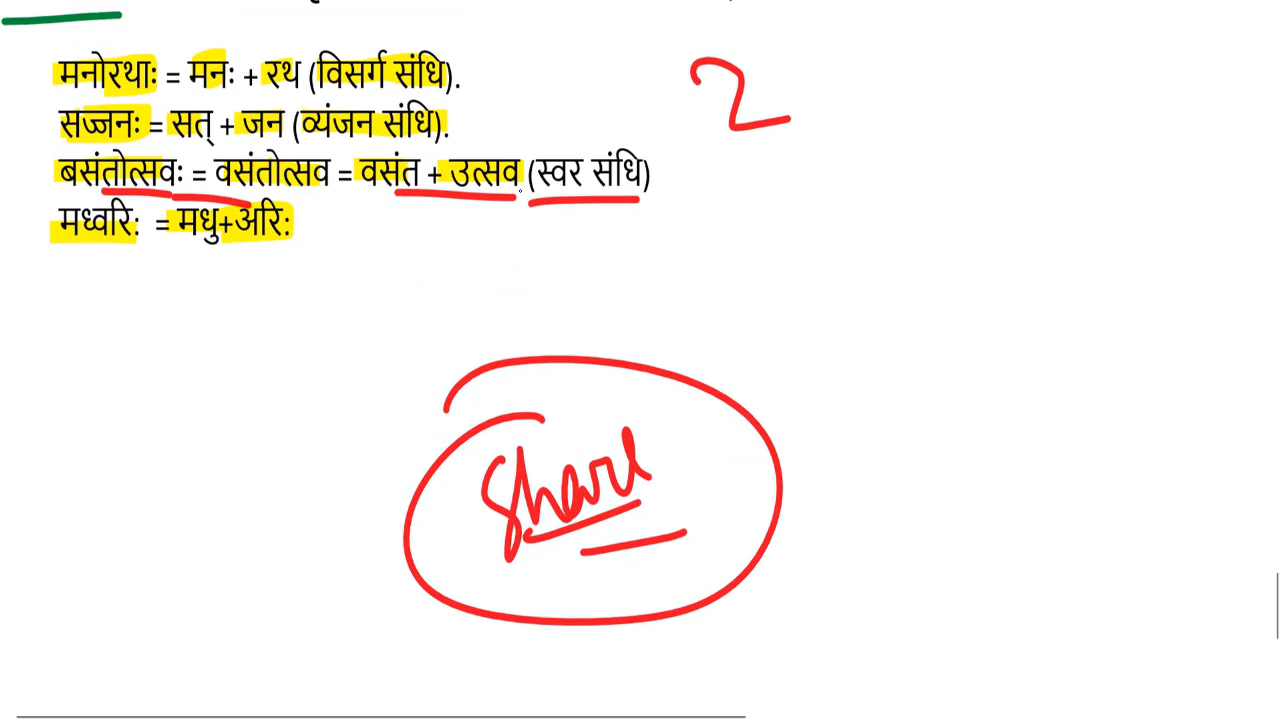 मनोरथाः = मनः + रथ (विसर्ग संधि).
2
सज्जनः = सत् + जन (व्यंजन संधि).
बसंतोत्सवः = वसंतोत्सव = वसंत + उत्सव (स्वर संधि)
मध्वरि: = मधु+अरि:
Share